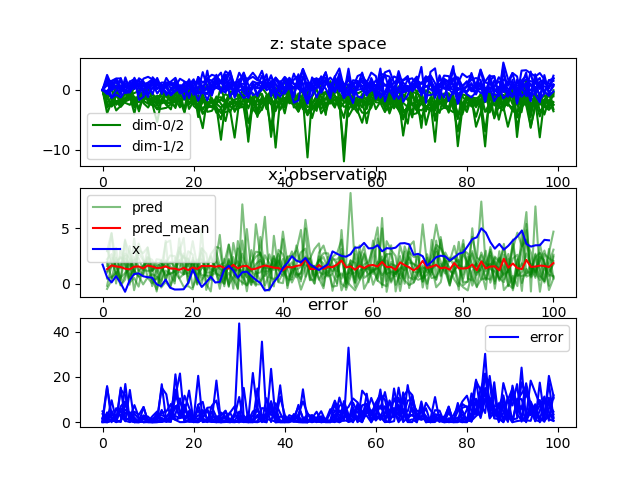 z: state space
0
−10
dim-0/2
dim-1/2
0 20 40 60 80 100
x: observation
5
0
pred
pred_mean
x
0 20 40 60 80 100
error
40
20
0
error
0 20 40 60 80 100